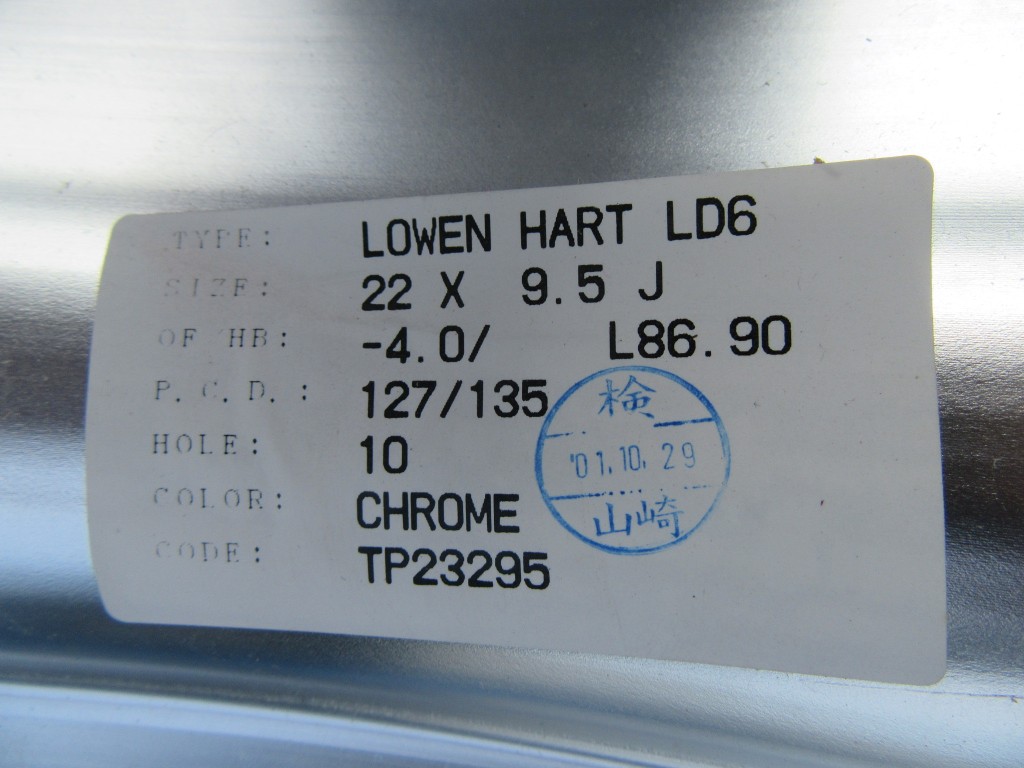 TYPE: LOWEN HART LD6
SIZE: 22 X 9.5 J
OF HB: -4.0/ L86.90
P.C.D.: 127/135
HOLE: 10
COLOR: CHROME
CODE: TP23295
検
'01.10.29
山崎